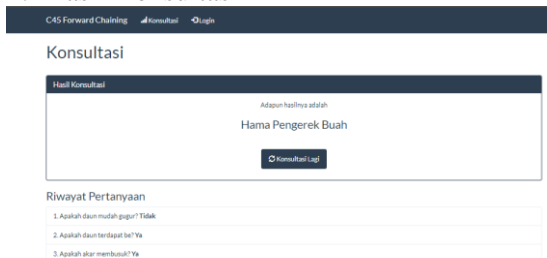 C45 Forward Chaining Konsultasi Login
Konsultasi
Hasil Konsultasi
Adapun hasilnya adalah
Hama Pengerek Buah
Konsultasi Lagi
Riwayat Pertanyaan
1. Apakah daun mudah gugur? Tidak
2. Apakah daun terdapat be? Ya
3. Apakah akar membusuk? Ya